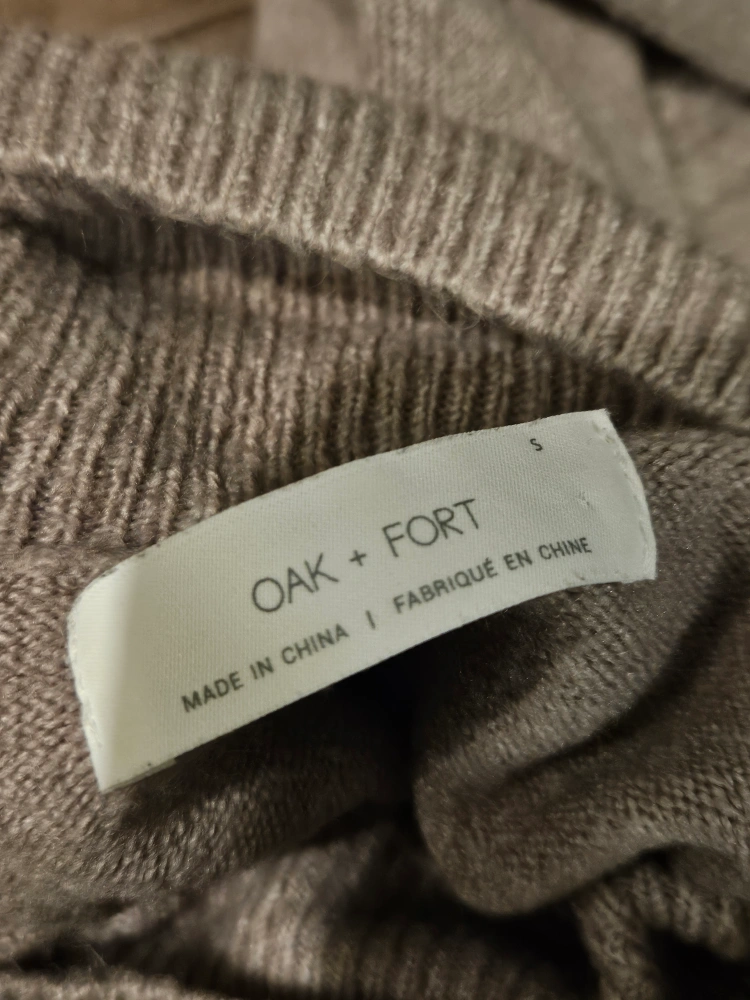 S
OAK + FORT
MADE IN CHINA | FABRIQUÉ EN CHINE